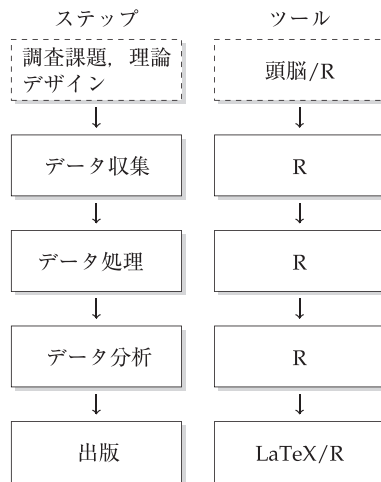 ステップ
ツール
調査課題，理論
デザイン
頭脳/R
データ収集
R
データ処理
R
データ分析
R
出版
LaTeX/R